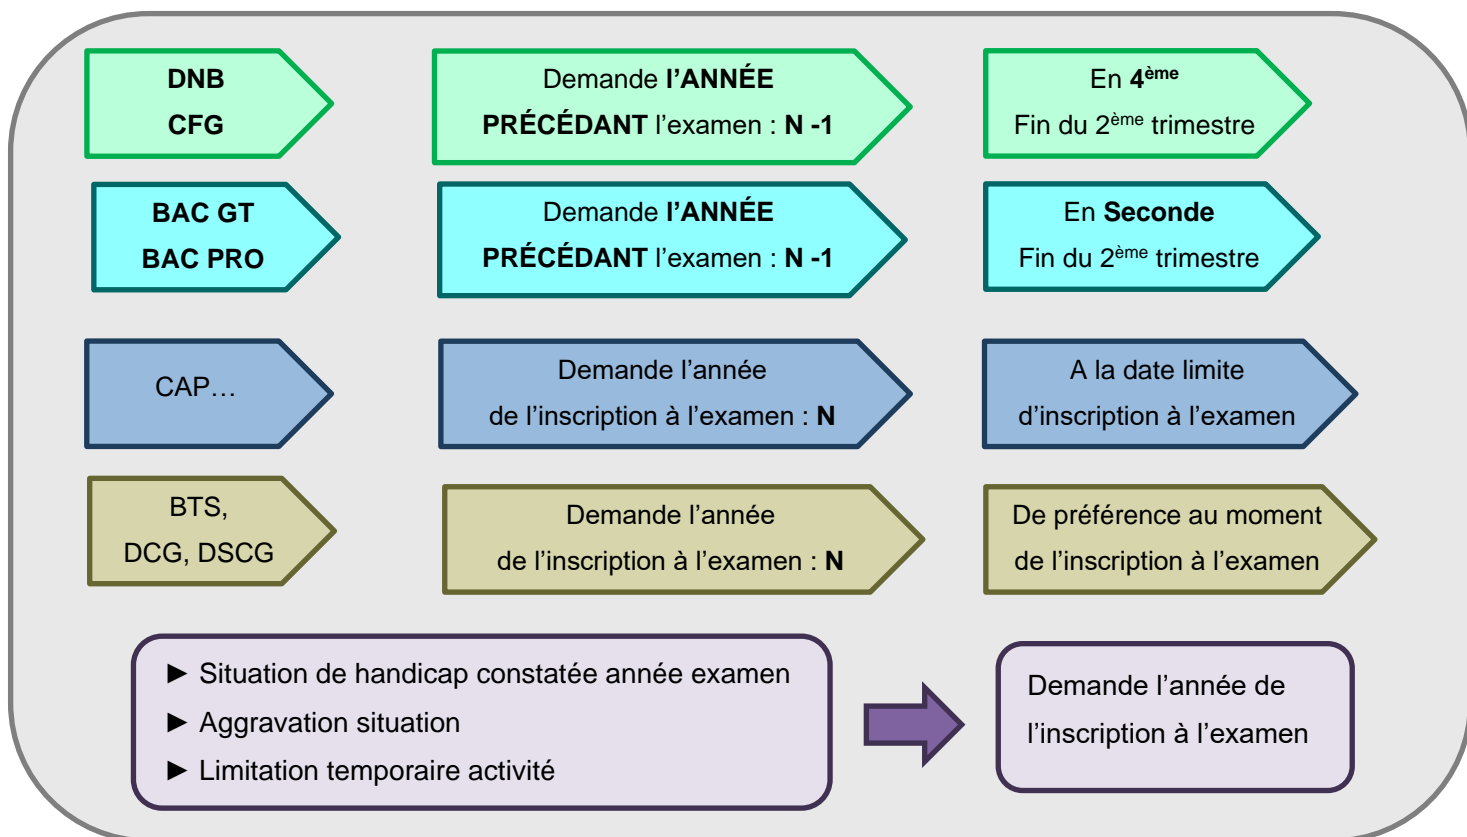 DNB
CFG
Demande l’ANNÉE
PRÉCÉDANT l’examen : N -1
En 4ème
Fin du 2ème trimestre
BAC GT
BAC PRO
Demande l’ANNÉE
PRÉCÉDANT l’examen : N -1
En Seconde
Fin du 2ème trimestre
CAP…
Demande l’année
de l’inscription à l’examen : N
A la date limite
d’inscription à l’examen
BTS,
DCG, DSCG
Demande l’année
de l’inscription à l’examen : N
De préférence au moment
de l’inscription à l’examen
► Situation de handicap constatée année examen
► Aggravation situation
► Limitation temporaire activité
Demande l’année de
l’inscription à l’examen